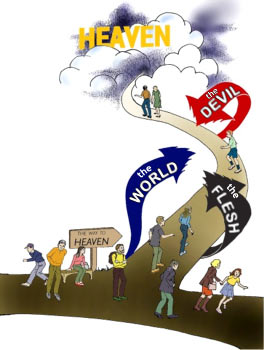 HEAVEN
the
DEVIL
the
WORLD
the
FLESH
THE WAY TO
HEAVEN